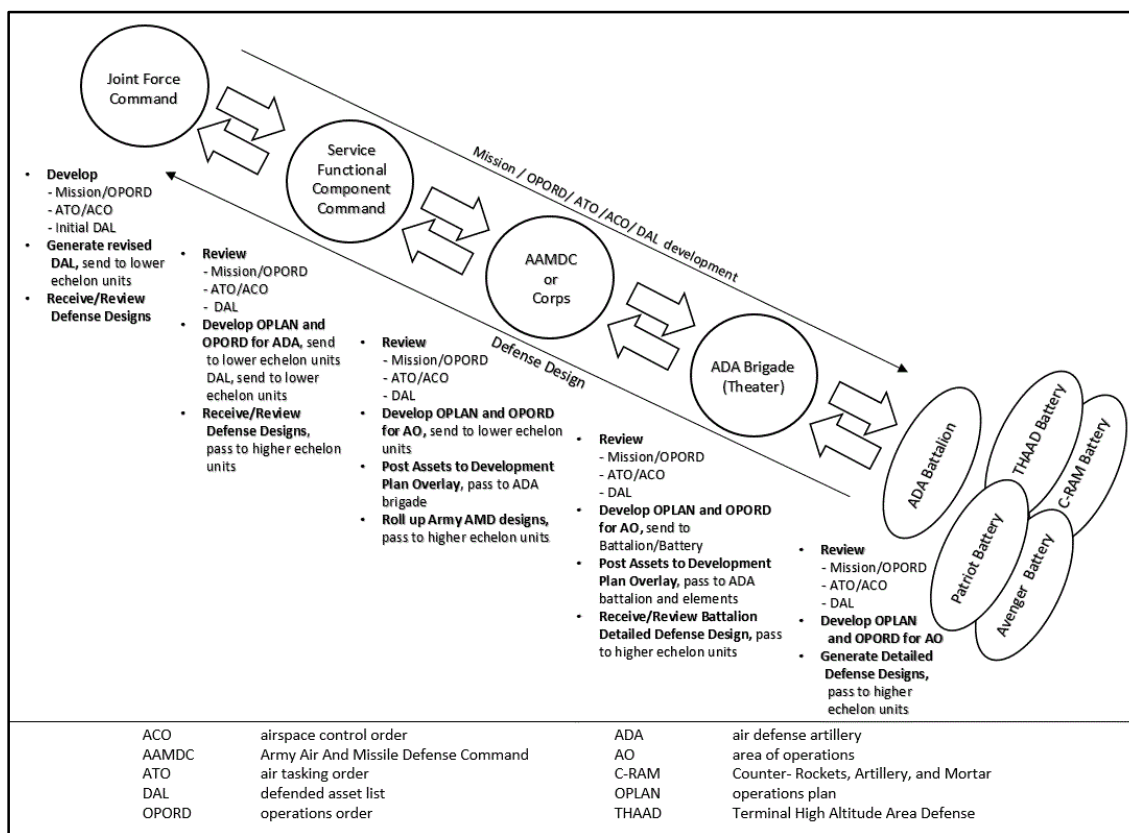 Joint Force
Command
Service
Functional
Component
Command
AAMDC
or
Corps
ADA Brigade
(Theater)
Mission / OPORD/ ATO /ACO/ DAL development
Defense Design
ADA Battalion
THAAD Battery
C-RAM Battery
Patriot Battery
Avenger Battery
• Develop
- Mission/OPORD
- ATO/ACO
- Initial DAL
• Generate revised
DAL, send to lower
echelon units
• Receive/Review
Defense Designs
• Review
- Mission/OPORD
- ATO/ACO
- DAL
• Develop OPLAN and
OPORD for ADA, send
to lower echelon units
DAL, send to lower
echelon units
• Receive/Review
Defense Designs,
pass to higher echelon
units
• Review
- Mission/OPORD
- ATO/ACO
- DAL
• Develop OPLAN and OPORD
for AO, send to lower echelon
units
• Post Assets to Development
Plan Overlay, pass to ADA
brigade
• Roll up Army AMD designs,
pass to higher echelon units
• Review
- Mission/OPORD
- ATO/ACO
- DAL
• Develop OPLAN and OPORD
for AO, send to
Battalion/Battery
• Post Assets to Development
Plan Overlay, pass to ADA
battalion and elements
• Receive/Review Battalion
Detailed Defense Design, pass
to higher echelon units
• Review
- Mission/OPORD
- ATO/ACO
- DAL
• Develop OPLAN
and OPORD for AO
• Generate Detailed
Defense Designs,
pass to higher
echelon units
ACO airspace control order
AAMDC Army Air And Missile Defense Command
ATO air tasking order
DAL defended asset list
OPORD operations order
ADA air defense artillery
AO area of operations
C-RAM Counter- Rockets, Artillery, and Mortar
OPLAN operations plan
THAAD Terminal High Altitude Area Defense